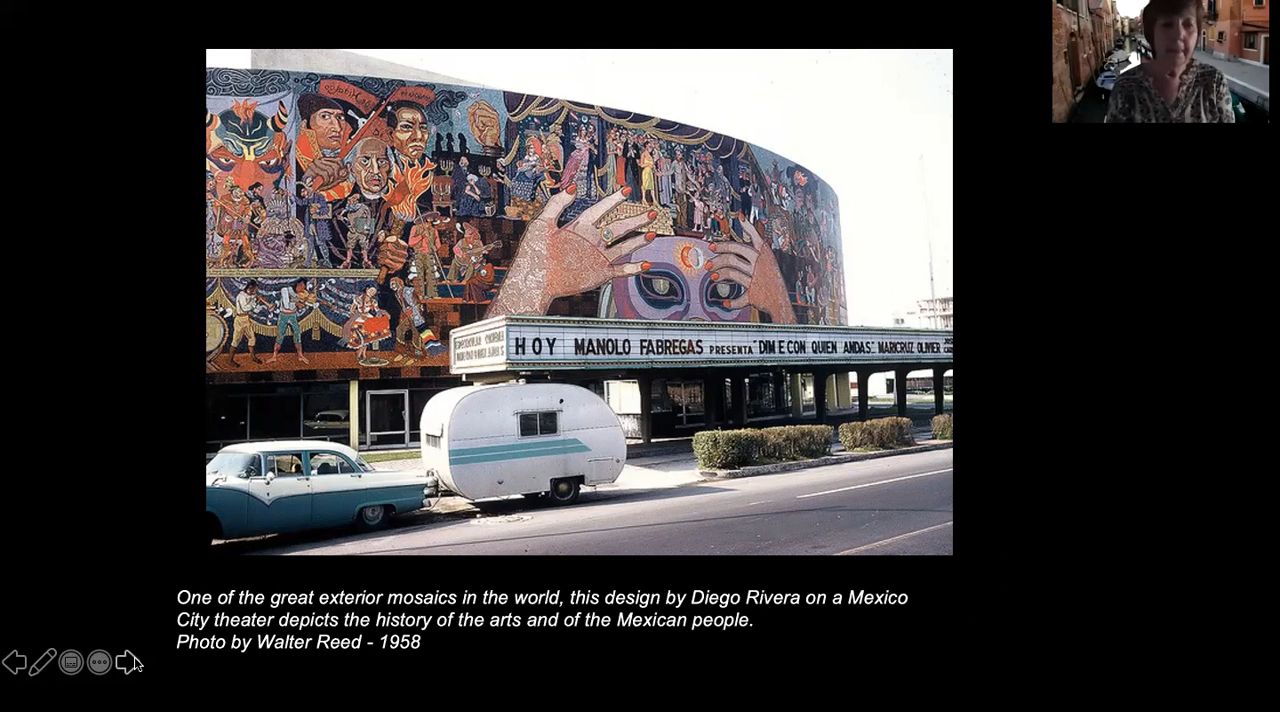 HOY MANOLO FABREGAS PRESENTA "DIME CON QUIEN ANDAS" MARICRUZ OLIVIER
One of the great exterior mosaics in the world, this design by Diego Rivera on a Mexico
City theater depicts the history of the arts and of the Mexican people.
Photo by Walter Reed - 1958